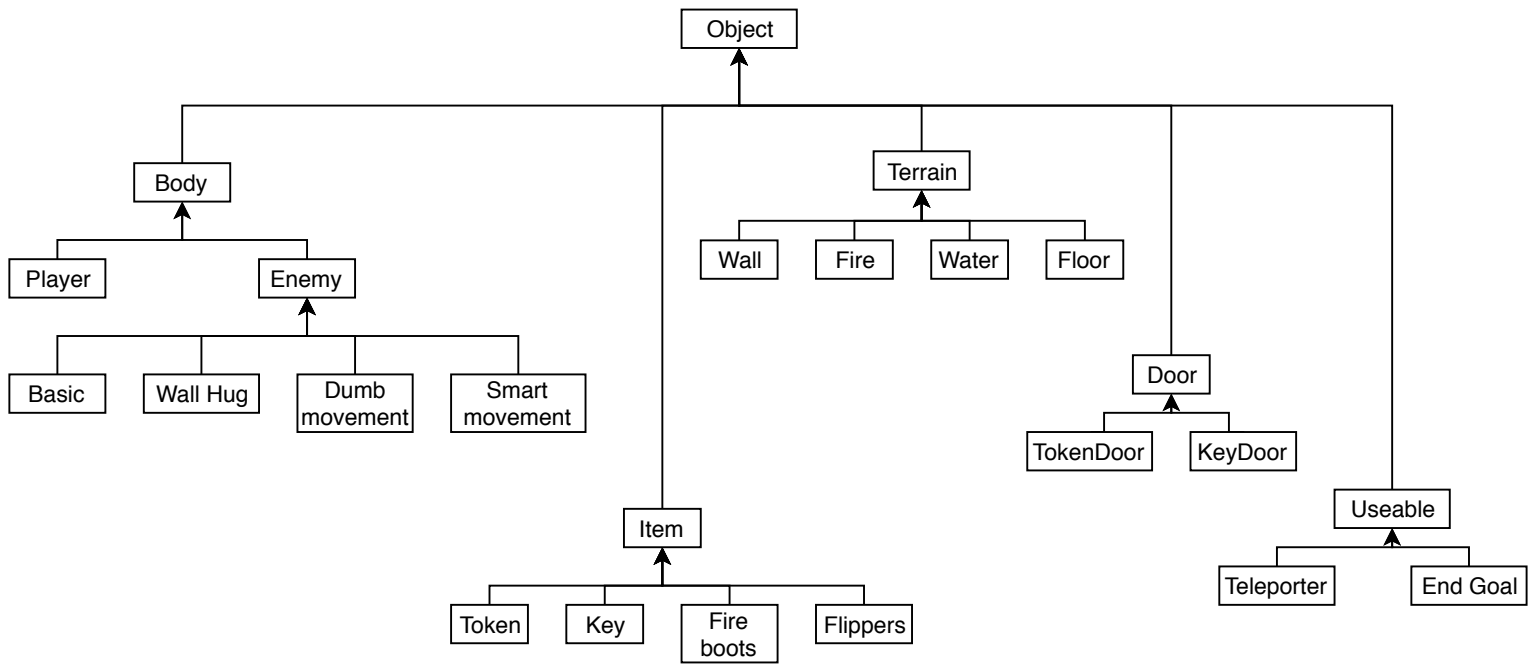 Object
Body
Terrain
Player
Enemy
Wall
Fire
Water
Floor
Basic
Wall Hug
Dumb
movement
Smart
movement
Door
TokenDoor
KeyDoor
Item
Useable
Token
Key
Fire
boots
Flippers
Teleporter
End Goal